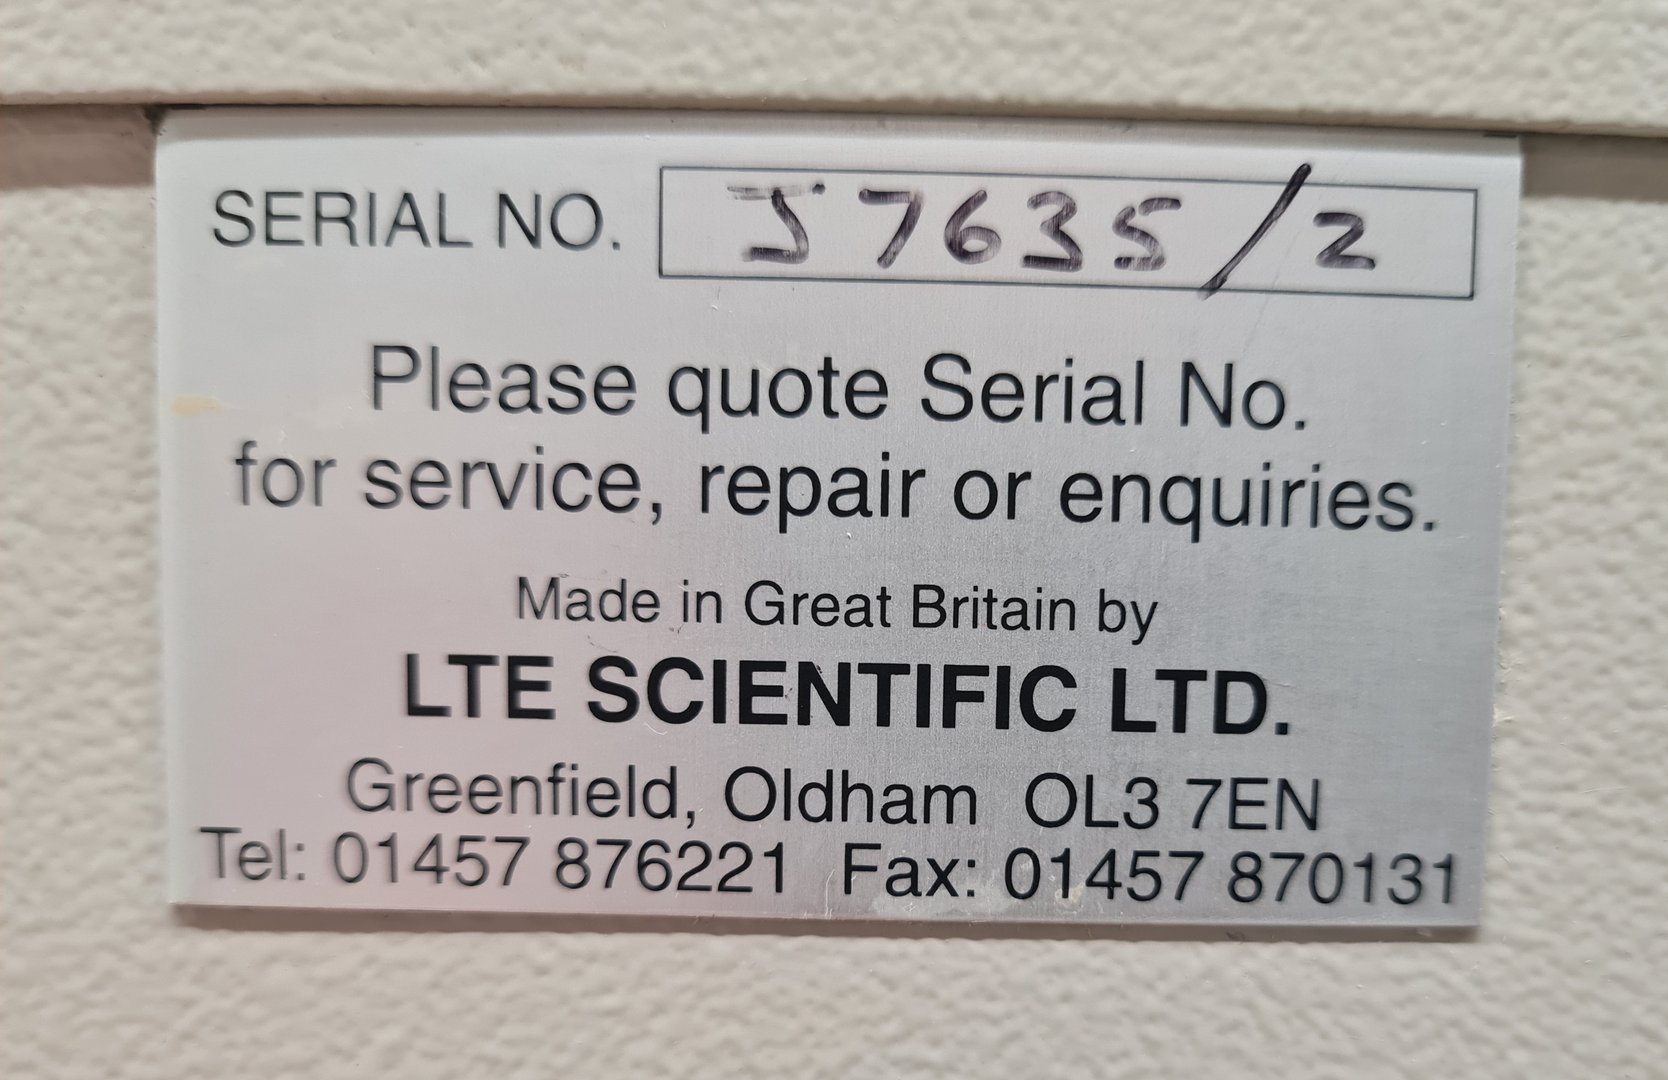 SERIAL NO. J7635/2
Please quote Serial No.
for service, repair or enquiries.
Made in Great Britain by
LTE SCIENTIFIC LTD.
Greenfield, Oldham OL3 7EN
Tel: 01457 876221 Fax: 01457 870131